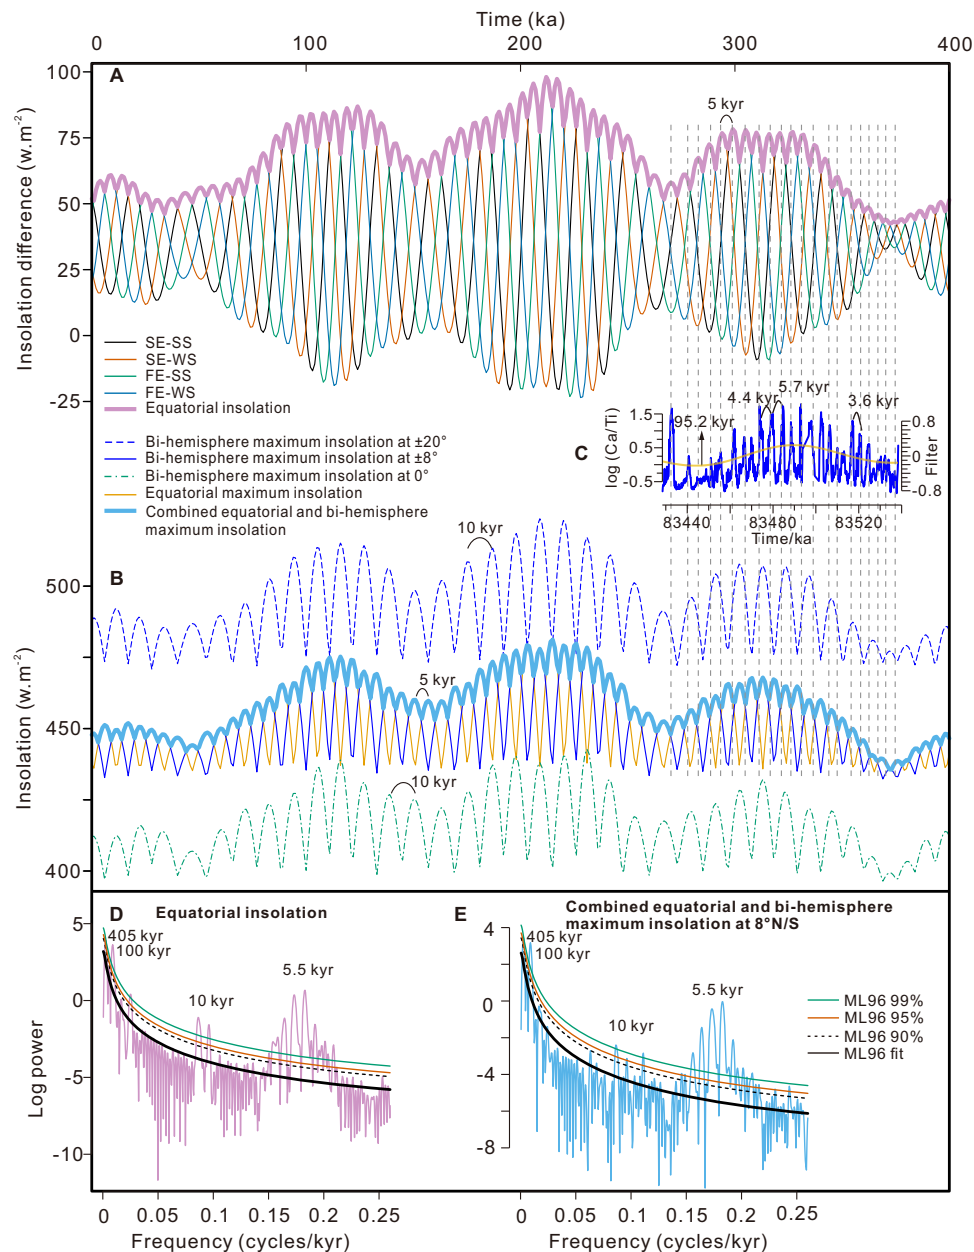 Time (ka)
0 100 200 300 400
A
Insolation difference (w.m-2)
100
75
50
25
0
-25
5 kyr
SE-SS
SE-WS
FE-SS
FE-WS
Equatorial insolation
Bi-hemisphere maximum insolation at ±20°
Bi-hemisphere maximum insolation at ±8°
Bi-hemisphere maximum insolation at 0°
Equatorial maximum insolation
Combined equatorial and bi-hemisphere
maximum insolation
C
log (Ca/Ti)
1.5
0.5
-0.5
95.2 kyr
4.4 kyr
5.7 kyr
3.6 kyr
0.8
0
-0.8
Filter
83440 83480 83520
Time/ka
B
Insolation (w.m-2)
500
450
400
10 kyr
5 kyr
10 kyr
D Equatorial insolation
Log power
5
0
-5
-10
405 kyr
100 kyr
10 kyr
5.5 kyr
0 0.05 0.1 0.15 0.2 0.25
Frequency (cycles/kyr)
E Combined equatorial and bi-hemisphere
maximum insolation at 8°N/S
4
0
-4
-8
405 kyr
100 kyr
10 kyr
5.5 kyr
ML96 99%
ML96 95%
ML96 90%
ML96 fit
0 0.05 0.1 0.15 0.2 0.25
Frequency (cycles/kyr)